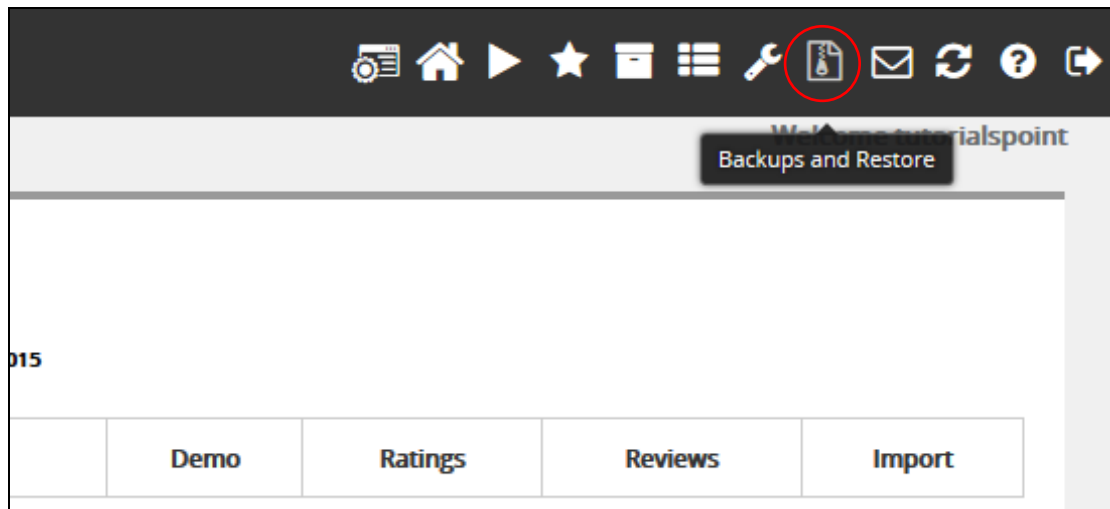 Welcome tutorialspoint
Backups and Restore
015
Demo Ratings Reviews Import